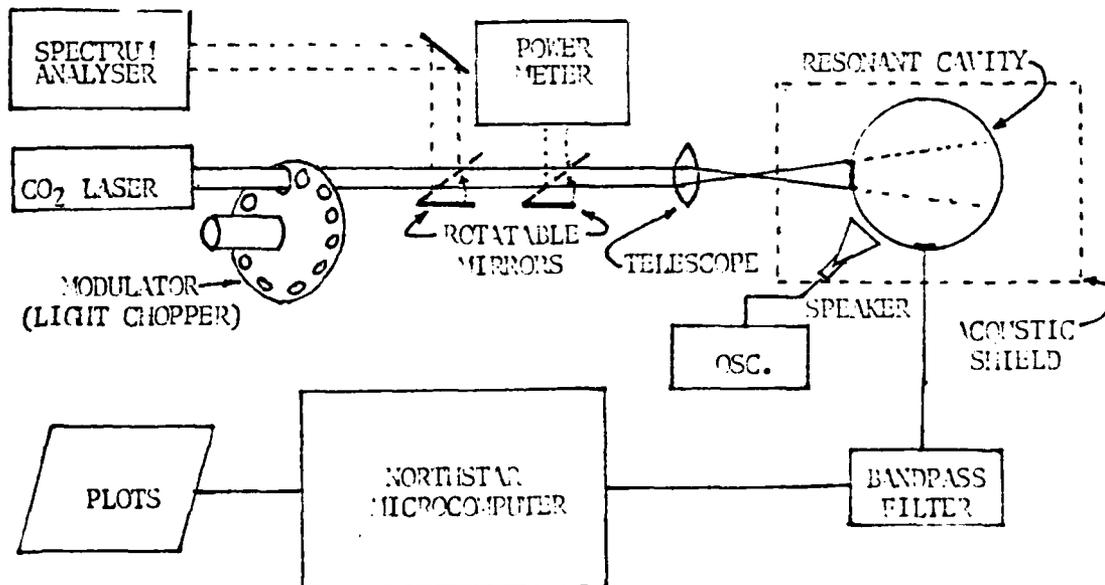 SPECTRUM
ANALYSER
POWER
METER
RESONANT CAVITY
CO₂ LASER
ROTATABLE
MIRRORS
TELESCOPE
MODULATOR
(LIGHT CHOPPER)
SPEAKER
ACOUSTIC
SHIELD
OSC.
PLOTS
NORTHSTAR
MICROCOMPUTER
BANDPASS
FILTER